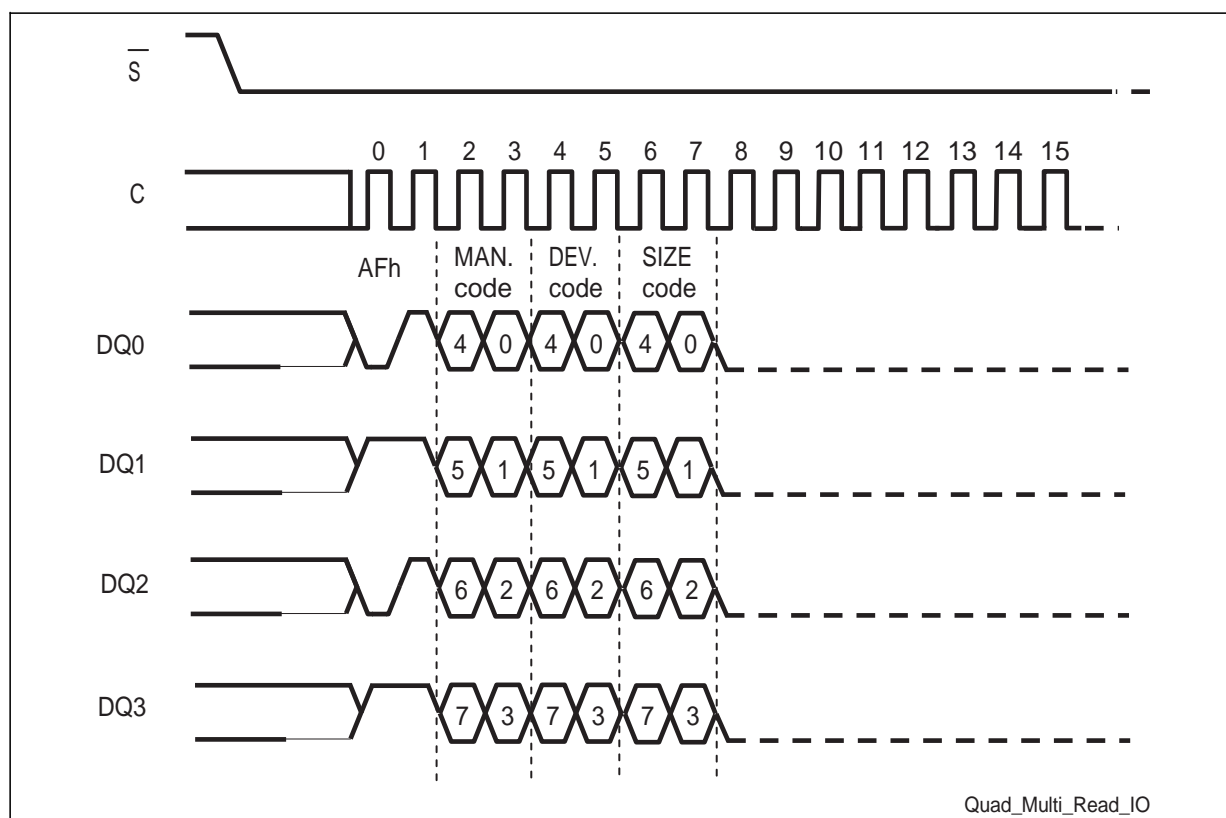 S
0 1 2 3 4 5 6 7 8 9 10 11 12 13 14 15
C
AFh
MAN. code
DEV. code
SIZE code
DQ0
4 0 4 0 4 0
DQ1
5 1 5 1 5 1
DQ2
6 2 6 2 6 2
DQ3
7 3 7 3 7 3
Quad_Multi_Read_IO